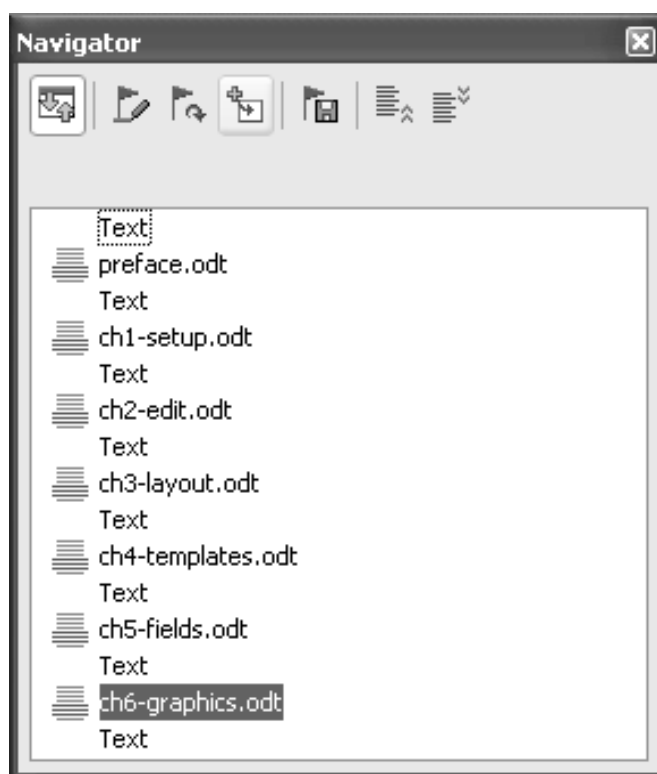 Navigator
Text
preface.odt
Text
ch1-setup.odt
Text
ch2-edit.odt
Text
ch3-layout.odt
Text
ch4-templates.odt
Text
ch5-fields.odt
Text
ch6-graphics.odt
Text